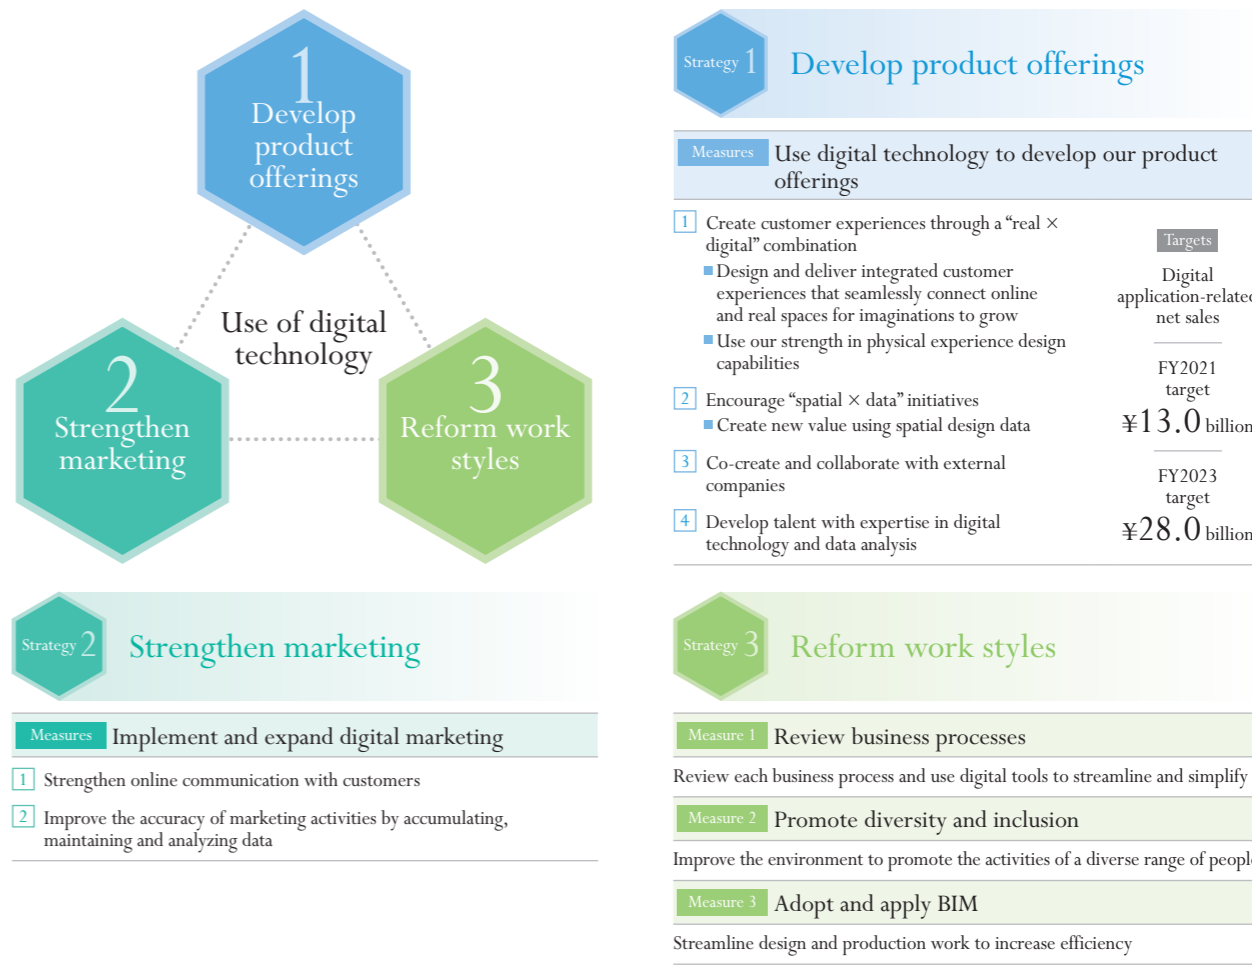 1
Develop
product
offerings
Use of digital
technology
2
Strengthen
marketing
3
Reform work
styles
Strategy 1
Develop product offerings
Measures
Use digital technology to develop our product
offerings
1 Create customer experiences through a “real ×
digital” combination
Design and deliver integrated customer
experiences that seamlessly connect online
and real spaces for imaginations to grow
Use our strength in physical experience design
capabilities
2 Encourage “spatial × data” initiatives
Create new value using spatial design data
3 Co-create and collaborate with external
companies
4 Develop talent with expertise in digital
technology and data analysis
Targets
Digital
application-related
net sales
FY2021
target
¥13.0 billion
FY2023
target
¥28.0 billion
Strategy 2
Strengthen marketing
Measures
Implement and expand digital marketing
1 Strengthen online communication with customers
2 Improve the accuracy of marketing activities by accumulating,
maintaining and analyzing data
Strategy 3
Reform work styles
Measure 1
Review business processes
Review each business process and use digital tools to streamline and simplify
Measure 2
Promote diversity and inclusion
Improve the environment to promote the activities of a diverse range of people
Measure 3
Adopt and apply BIM
Streamline design and production work to increase efficiency